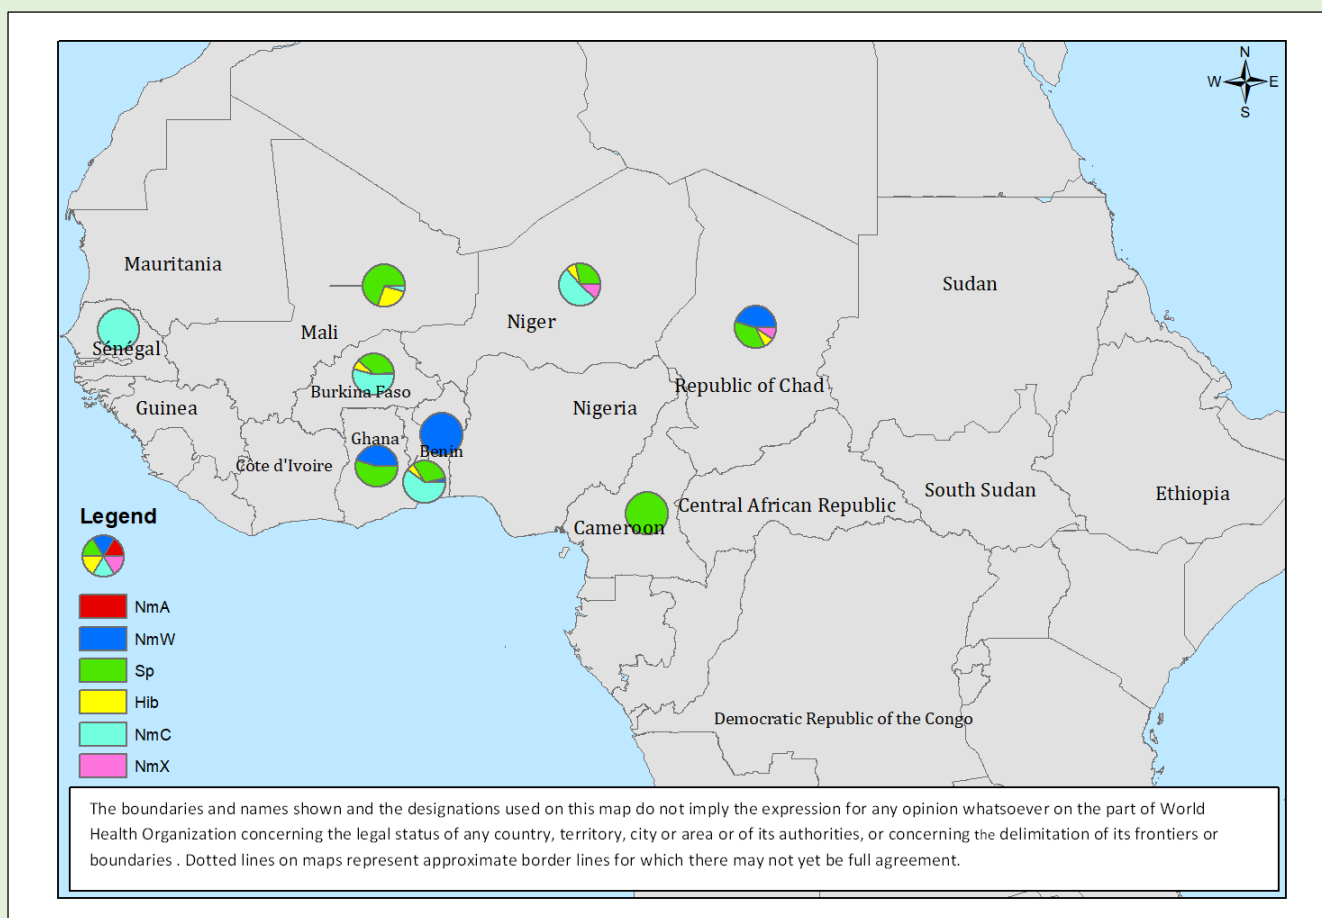 N
W E
S
Mauritania
Sudan
Niger
Mali
Sénégal
Republic of Chad
Burkina Faso
Guinea
Nigeria
Ghana
Benin
Côte d'Ivoire
South Sudan
Ethiopia
Central African Republic
Cameroon
Legend
NmA
NmW
Sp
Hib
NmC
NmX
Democratic Republic of the Congo
The boundaries and names shown and the designations used on this map do not imply the expression for any opinion whatsoever on the part of World
Health Organization concerning the legal status of any country, territory, city or area or of its authorities, or concerning the delimitation of its frontiers or
boundaries . Dotted lines on maps represent approximate border lines for which there may not yet be full agreement.